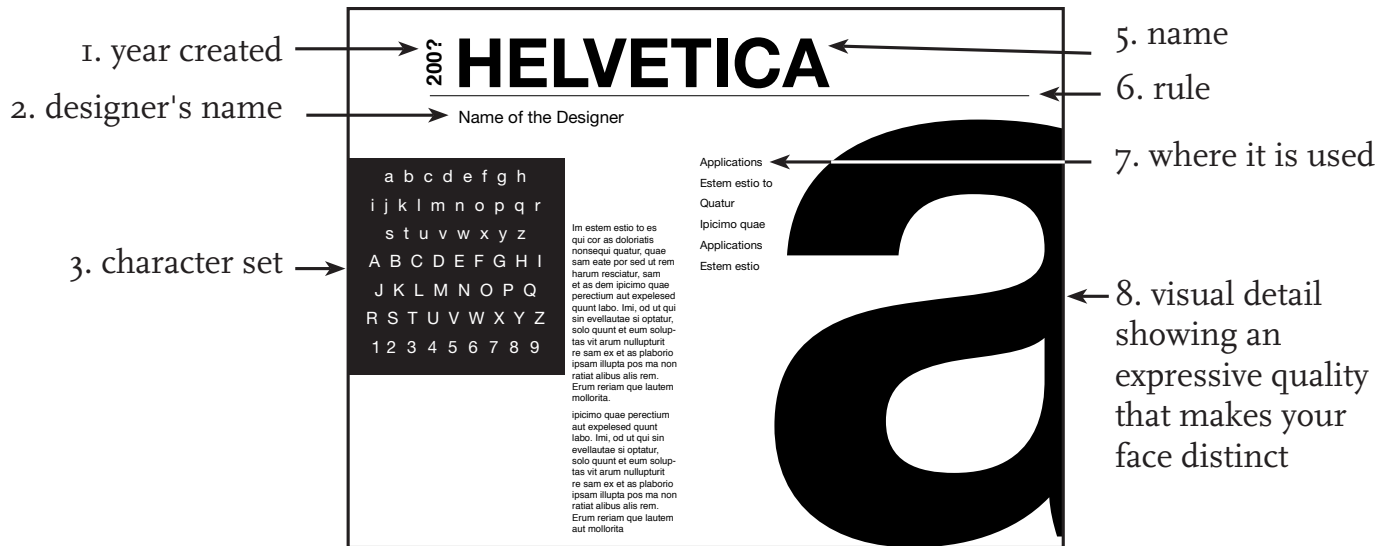 1. year created
2. designer's name
3. character set
200?
HELVETICA
Name of the Designer
a b c d e f g h
i j k l m n o p q r
s t u v w x y z
A B C D E F G H I
J K L M N O P Q
R S T U V W X Y Z
1 2 3 4 5 6 7 8 9
Im estem estio to es
qui cor as doloriatis
nonsequi quatur, quae
sam eate por sed ut rem
harum resciatur, sam
et as dem ipicimo quae
perectium aut expelesed
quunt labo. Imi, od ut qui
sin evellautae si optatur,
solo quunt et eum solup-
tas vit arum nullupturit
re sam ex et as plaborio
ipsam illupta pos ma non
ratiat alibus alis rem.
Erum reriam que lautem
mollorita.
ipicimo quae perectium
aut expelesed quunt
labo. Imi, od ut qui sin
evellautae si optatur,
solo quunt et eum solup-
tas vit arum nullupturit
re sam ex et as plaborio
ipsam illupta pos ma non
ratiat alibus alis rem.
Erum reriam que lautem
aut mollorita
Applications
Estem estio to
Quatur
Ipicimo quae
Applications
Estem estio
a
5. name
6. rule
7. where it is used
8. visual detail
showing an
expressive quality
that makes your
face distinct